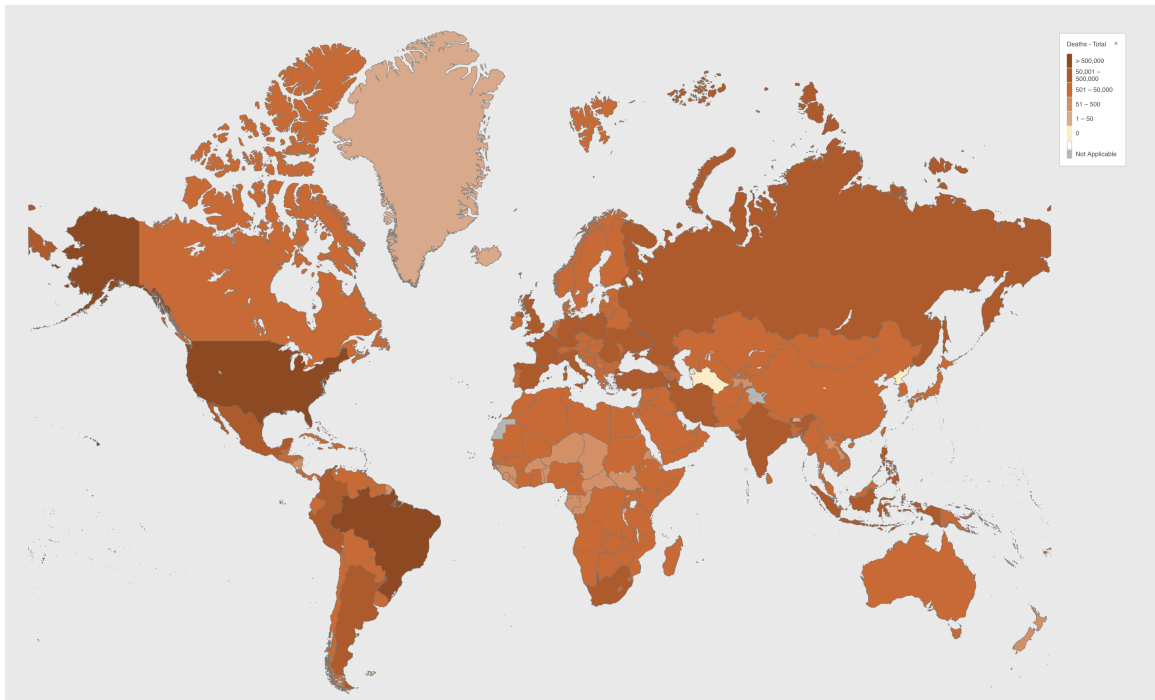 Deaths - Total ×
> 500,000
50,001 –
500,000
501 – 50,000
51 – 500
1 – 50
0
Not Applicable